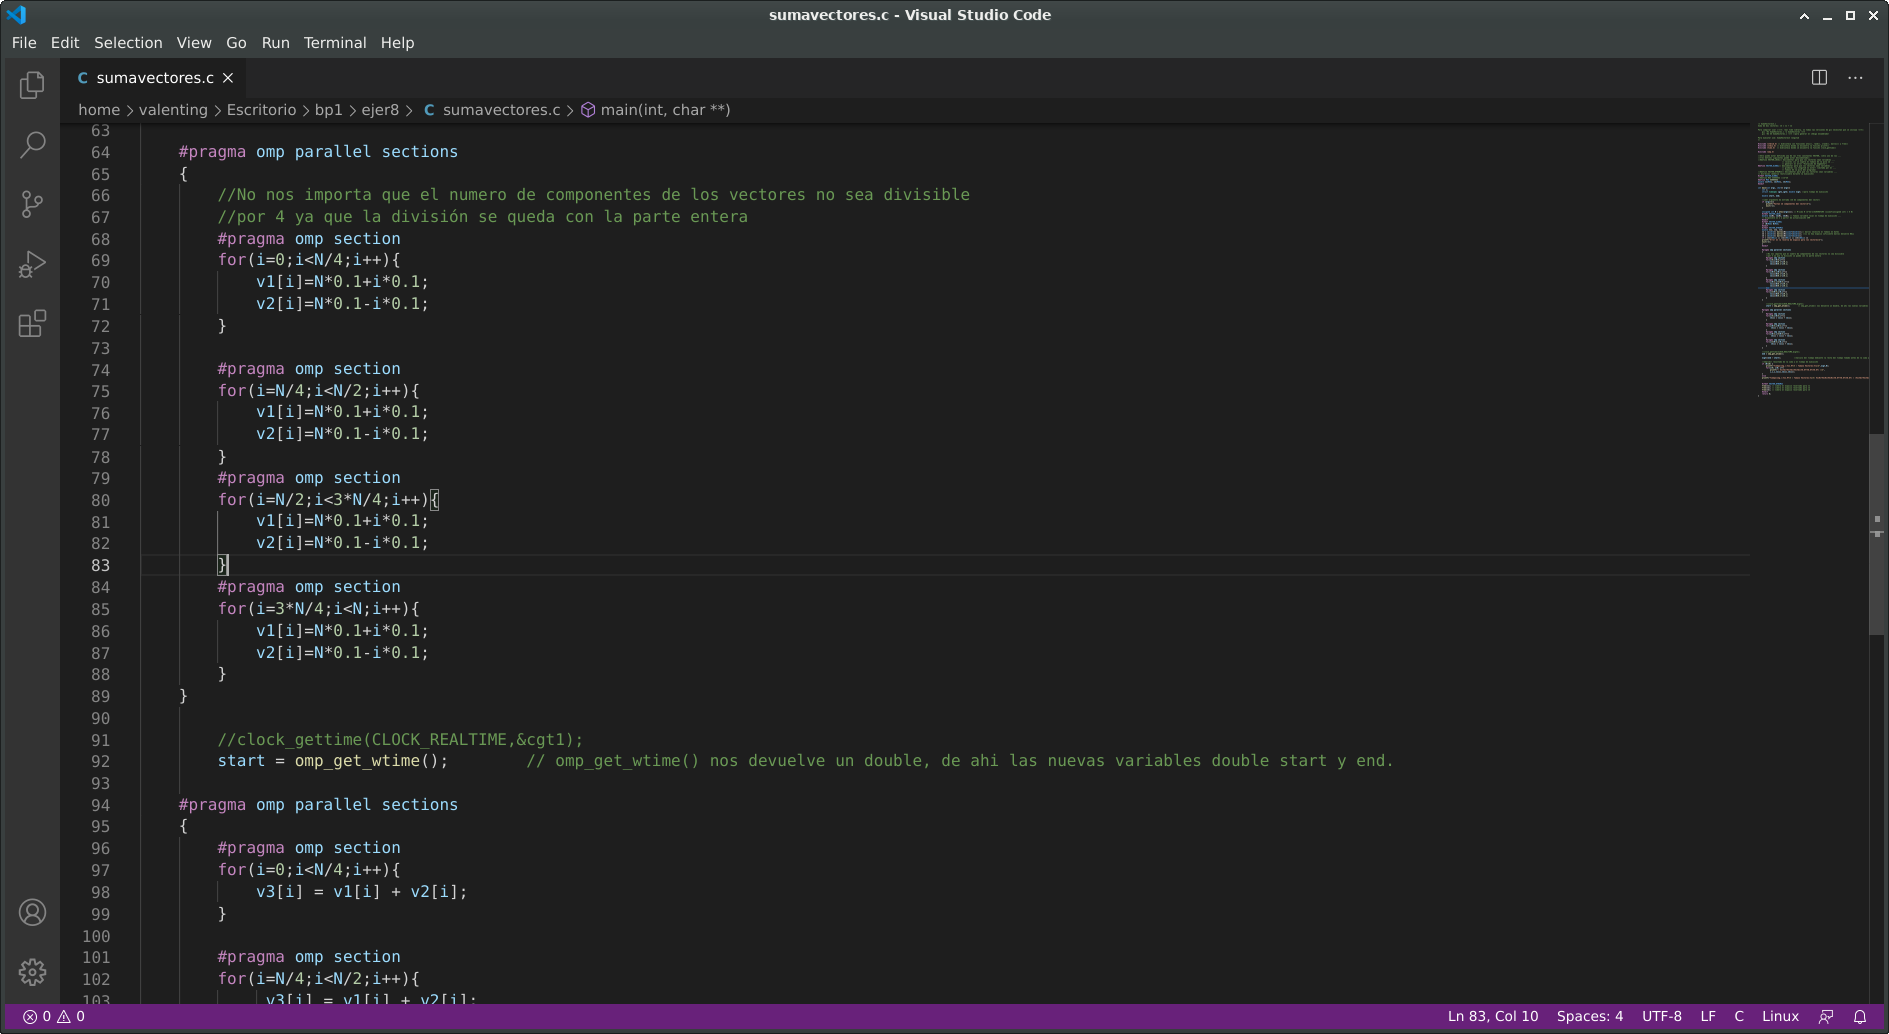 sumavectores.c - Visual Studio Code
File Edit Selection View Go Run Terminal Help
C sumavectores.c
home > valenting > Escritorio > bp1 > ejer8 > C sumavectores.c > main(int, char **)
63
64 #pragma omp parallel sections
65 {
66 //No nos importa que el numero de componentes de los vectores no sea divisible
67 //por 4 ya que la división se queda con la parte entera
68 #pragma omp section
69 for(i=0;i<N/4;i++){
70 v1[i]=N*0.1+i*0.1;
71 v2[i]=N*0.1-i*0.1;
72 }
73
74 #pragma omp section
75 for(i=N/4;i<N/2;i++){
76 v1[i]=N*0.1+i*0.1;
77 v2[i]=N*0.1-i*0.1;
78 }
79 #pragma omp section
80 for(i=N/2;i<3*N/4;i++){
81 v1[i]=N*0.1+i*0.1;
82 v2[i]=N*0.1-i*0.1;
83 }
84 #pragma omp section
85 for(i=3*N/4;i<N;i++){
86 v1[i]=N*0.1+i*0.1;
87 v2[i]=N*0.1-i*0.1;
88 }
89 }
90
91 //clock_gettime(CLOCK_REALTIME,&cgt1);
92 start = omp_get_wtime(); // omp_get_wtime() nos devuelve un double, de ahi las nuevas variables double start y end.
93
94 #pragma omp parallel sections
95 {
96 #pragma omp section
97 for(i=0;i<N/4;i++){
98 v3[i] = v1[i] + v2[i];
99 }
100
101 #pragma omp section
102 for(i=N/4;i<N/2;i++){
103 v3[i] = v1[i] + v2[i];
0 0 Ln 83, Col 10 Spaces: 4 UTF-8 LF C Linux